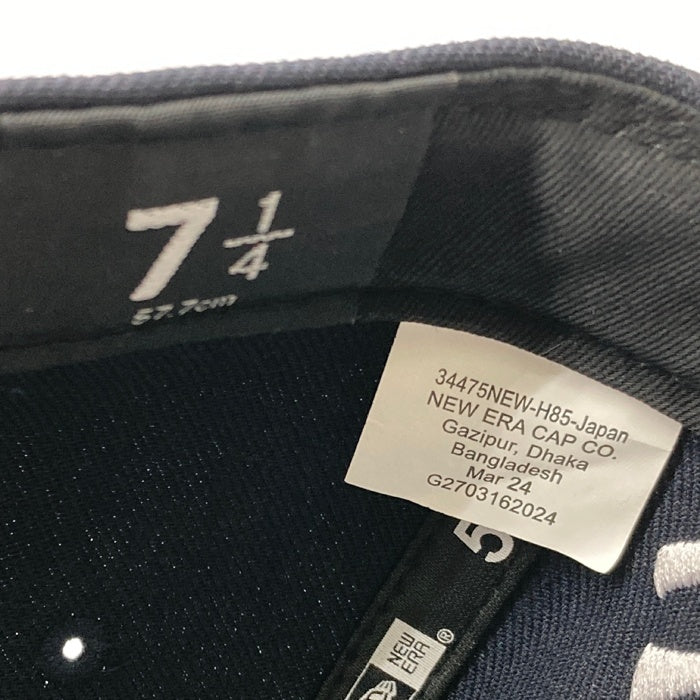 7 1/4
57.7cm
34475NEW-H85-Japan
NEW ERA CAP CO.
Gazipur, Dhaka
Bangladesh
Mar 24
G2703162024
5
NEW ERA®